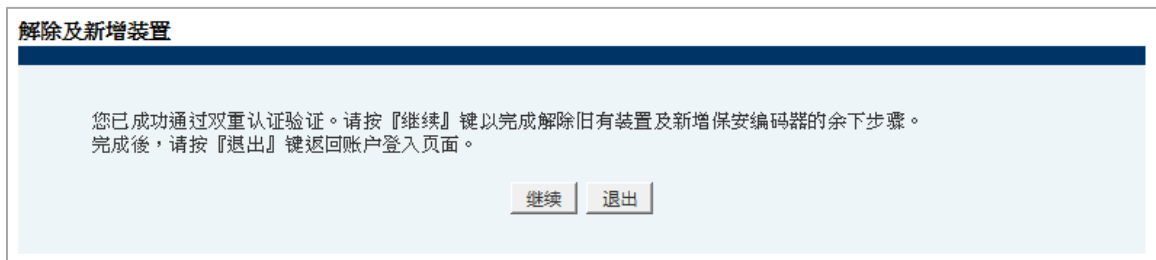 解除及新增装置
您已成功通过双重认证验证。请按『继续』键以完成解除旧有装置及新增保安编码器的余下步骤。
完成後，请按『退出』键返回账户登入页面。
继续 退出